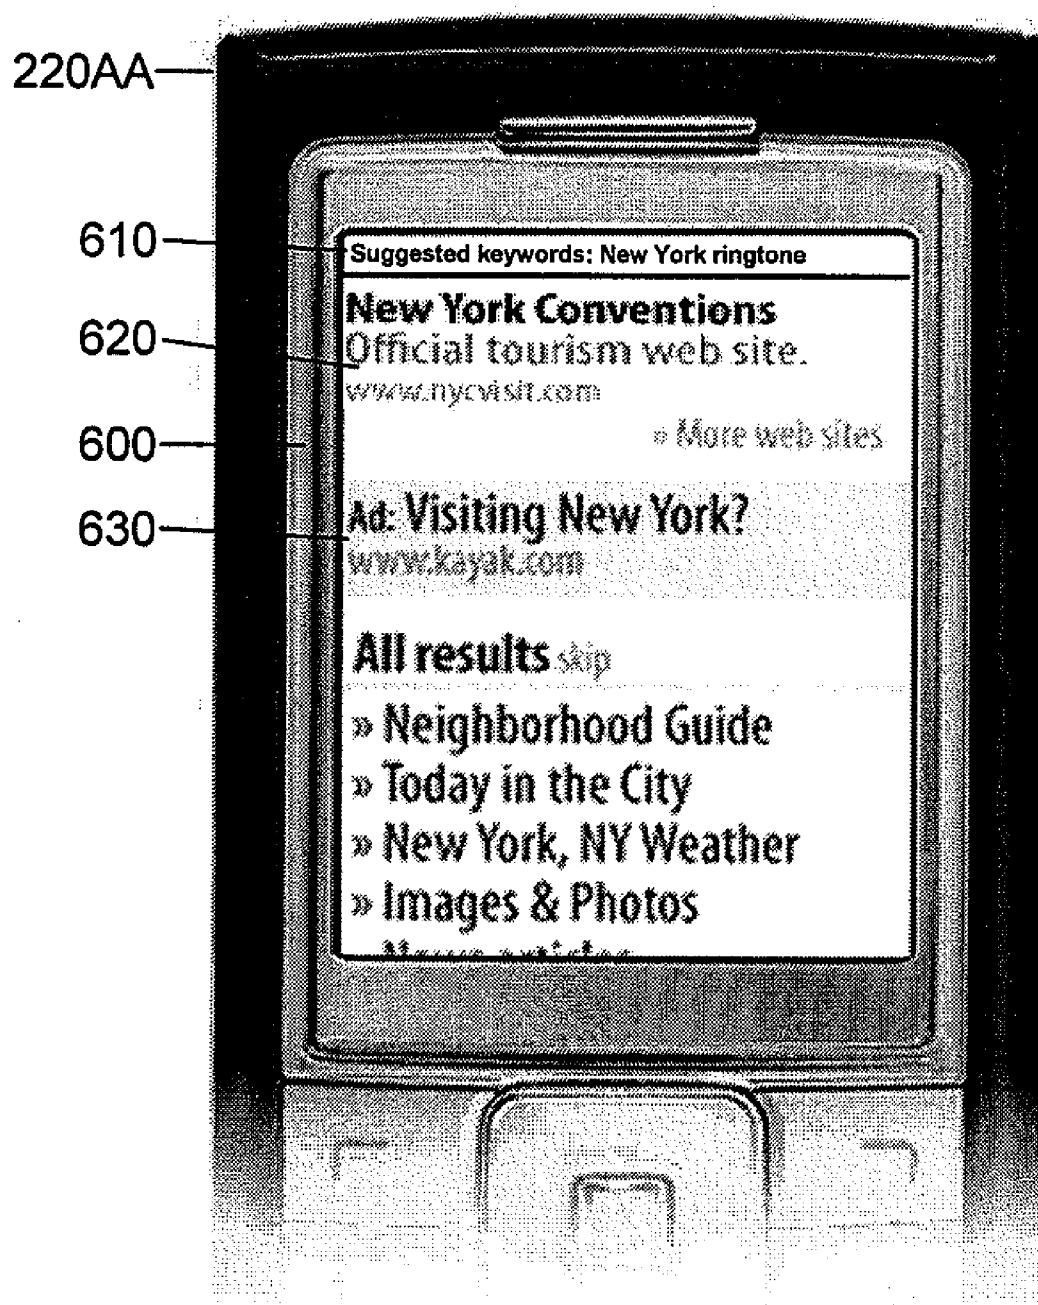 220AA
610
Suggested keywords: New York ringtone
New York Conventions
620
Official tourism web site.
www.nycvisit.com
600
» More web sites
630
Ad: Visiting New York?
www.kayak.com
All results skip
» Neighborhood Guide
» Today in the City
» New York, NY Weather
» Images & Photos
News articles